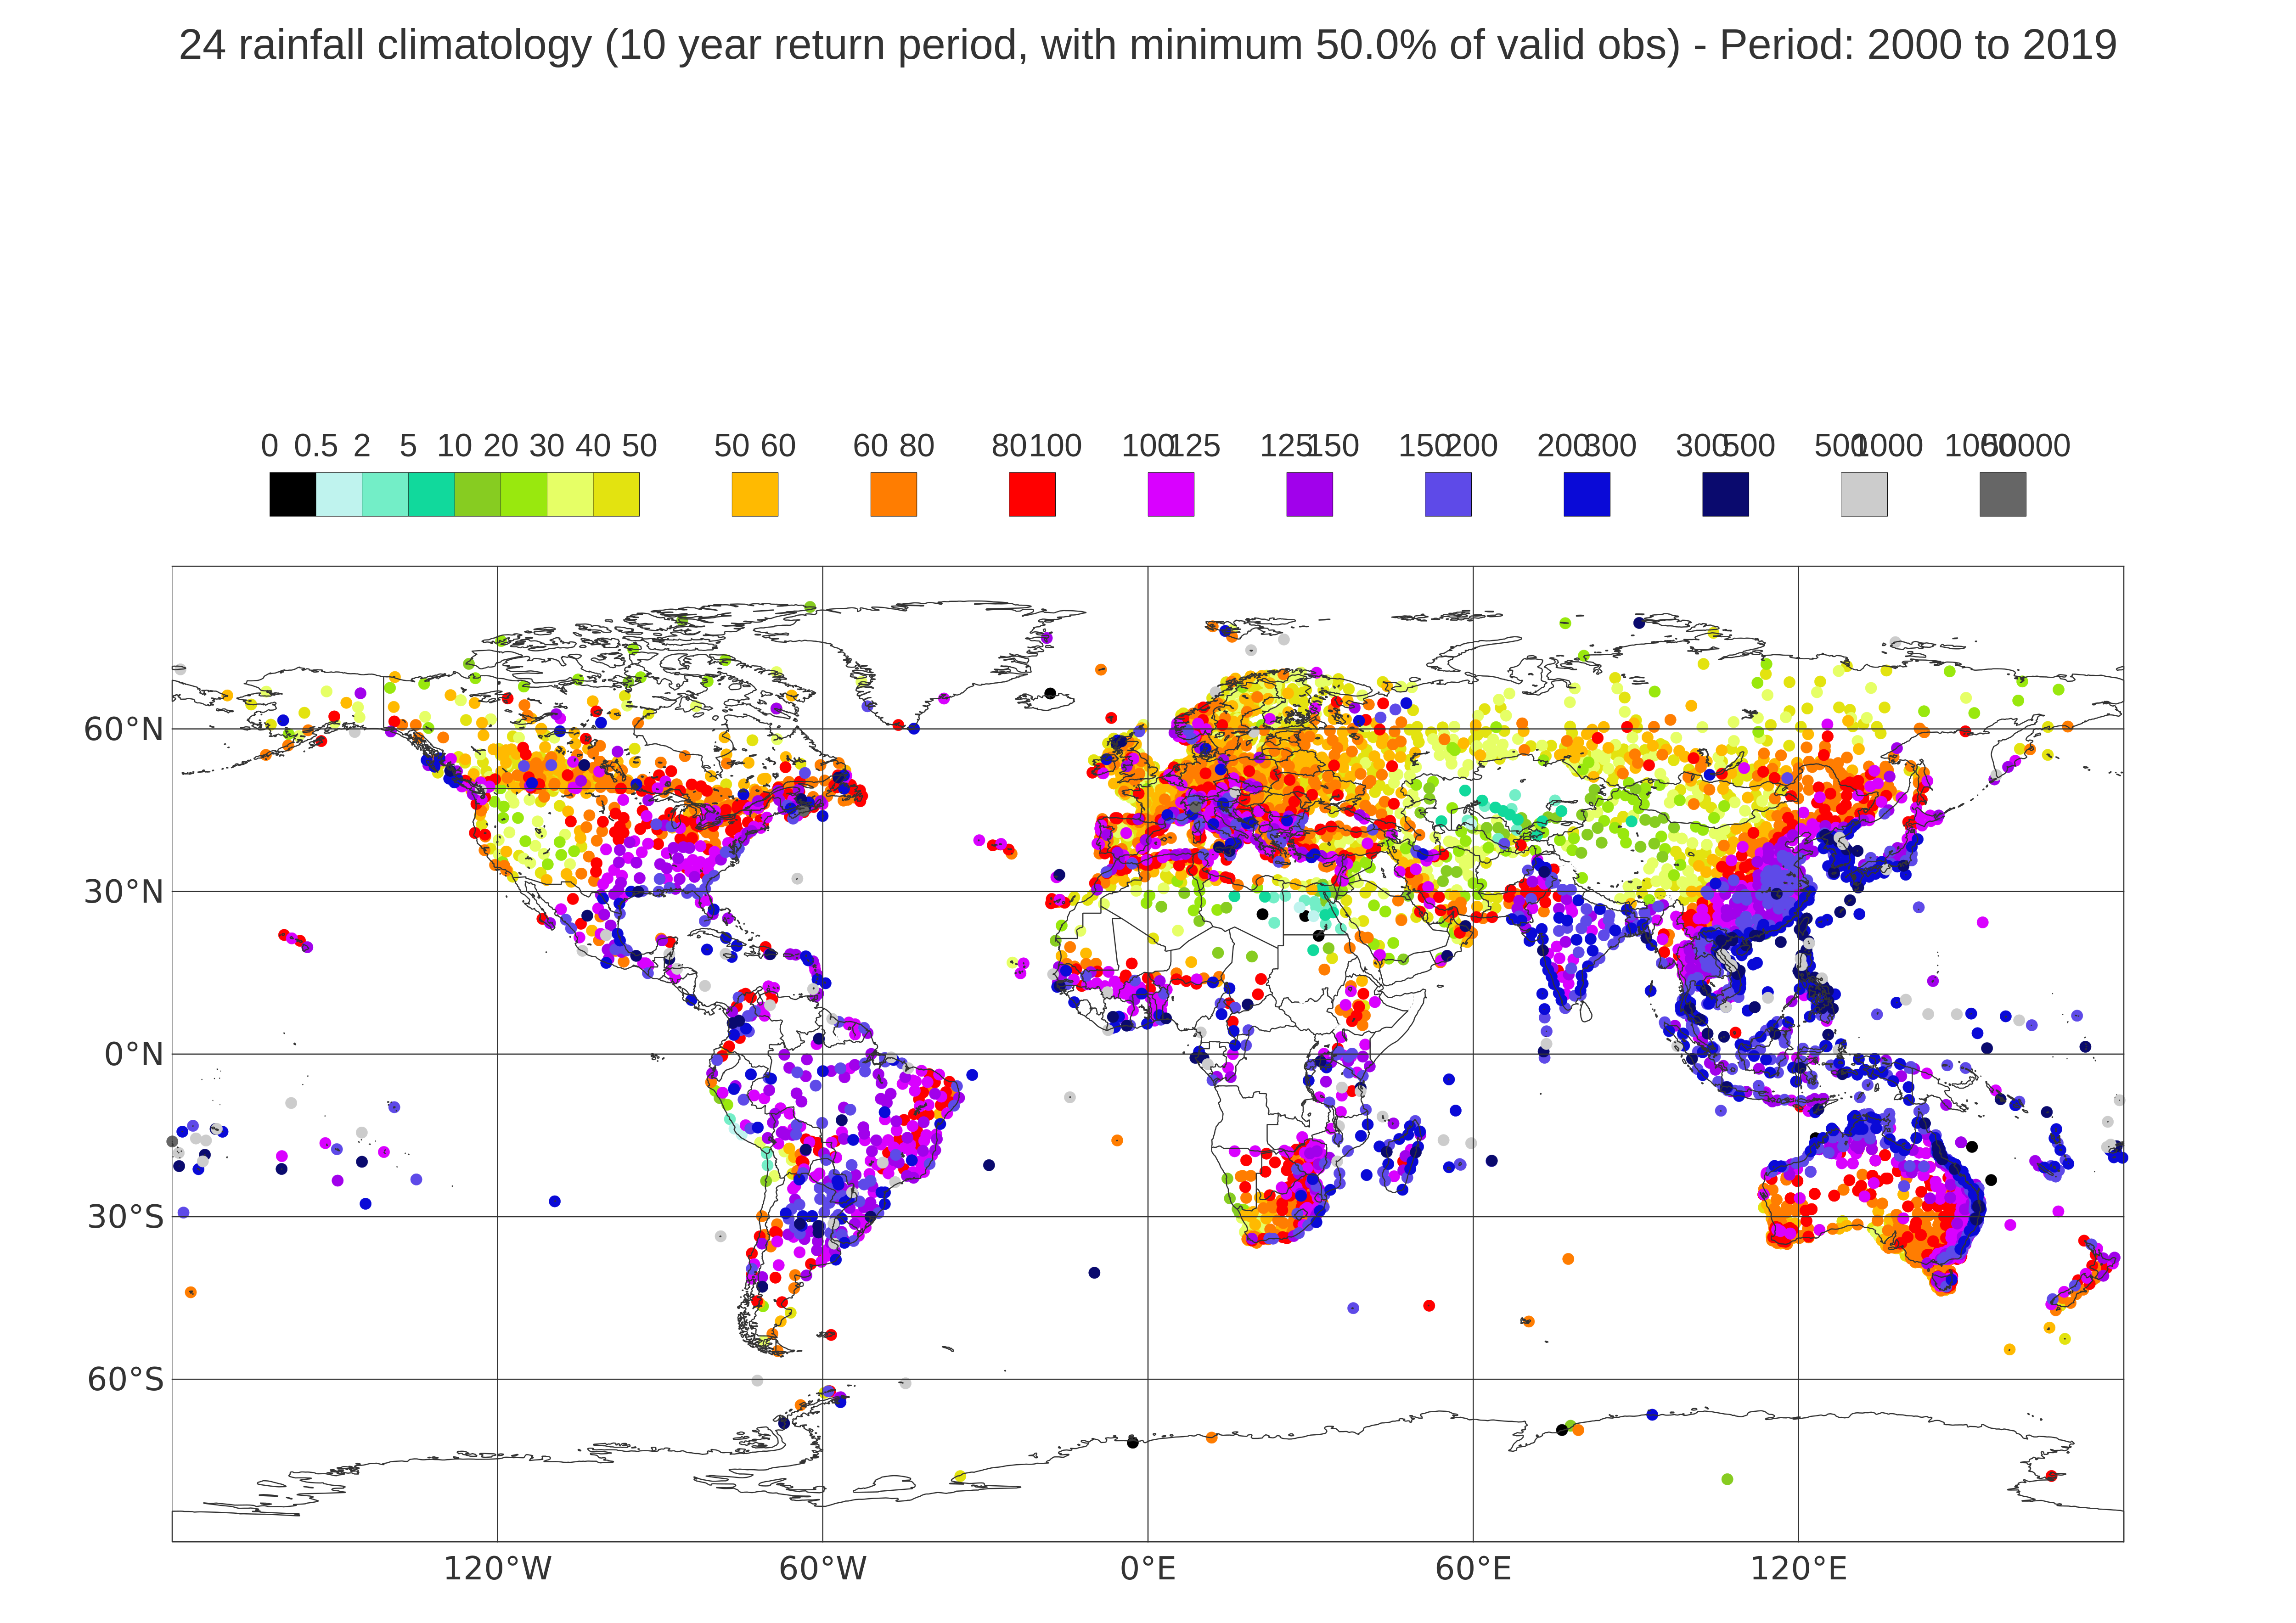 24 rainfall climatology (10 year return period, with minimum 50.0% of valid obs) - Period: 2000 to 2019
0 0.5 2 5 10 20 30 40 50 50 60 60 80 80 100 100 125 125 150 150 200 200 300 300 500 500 1000 1000 50000
60°N
30°N
0°N
30°S
60°S
120°W 60°W 0°E 60°E 120°E